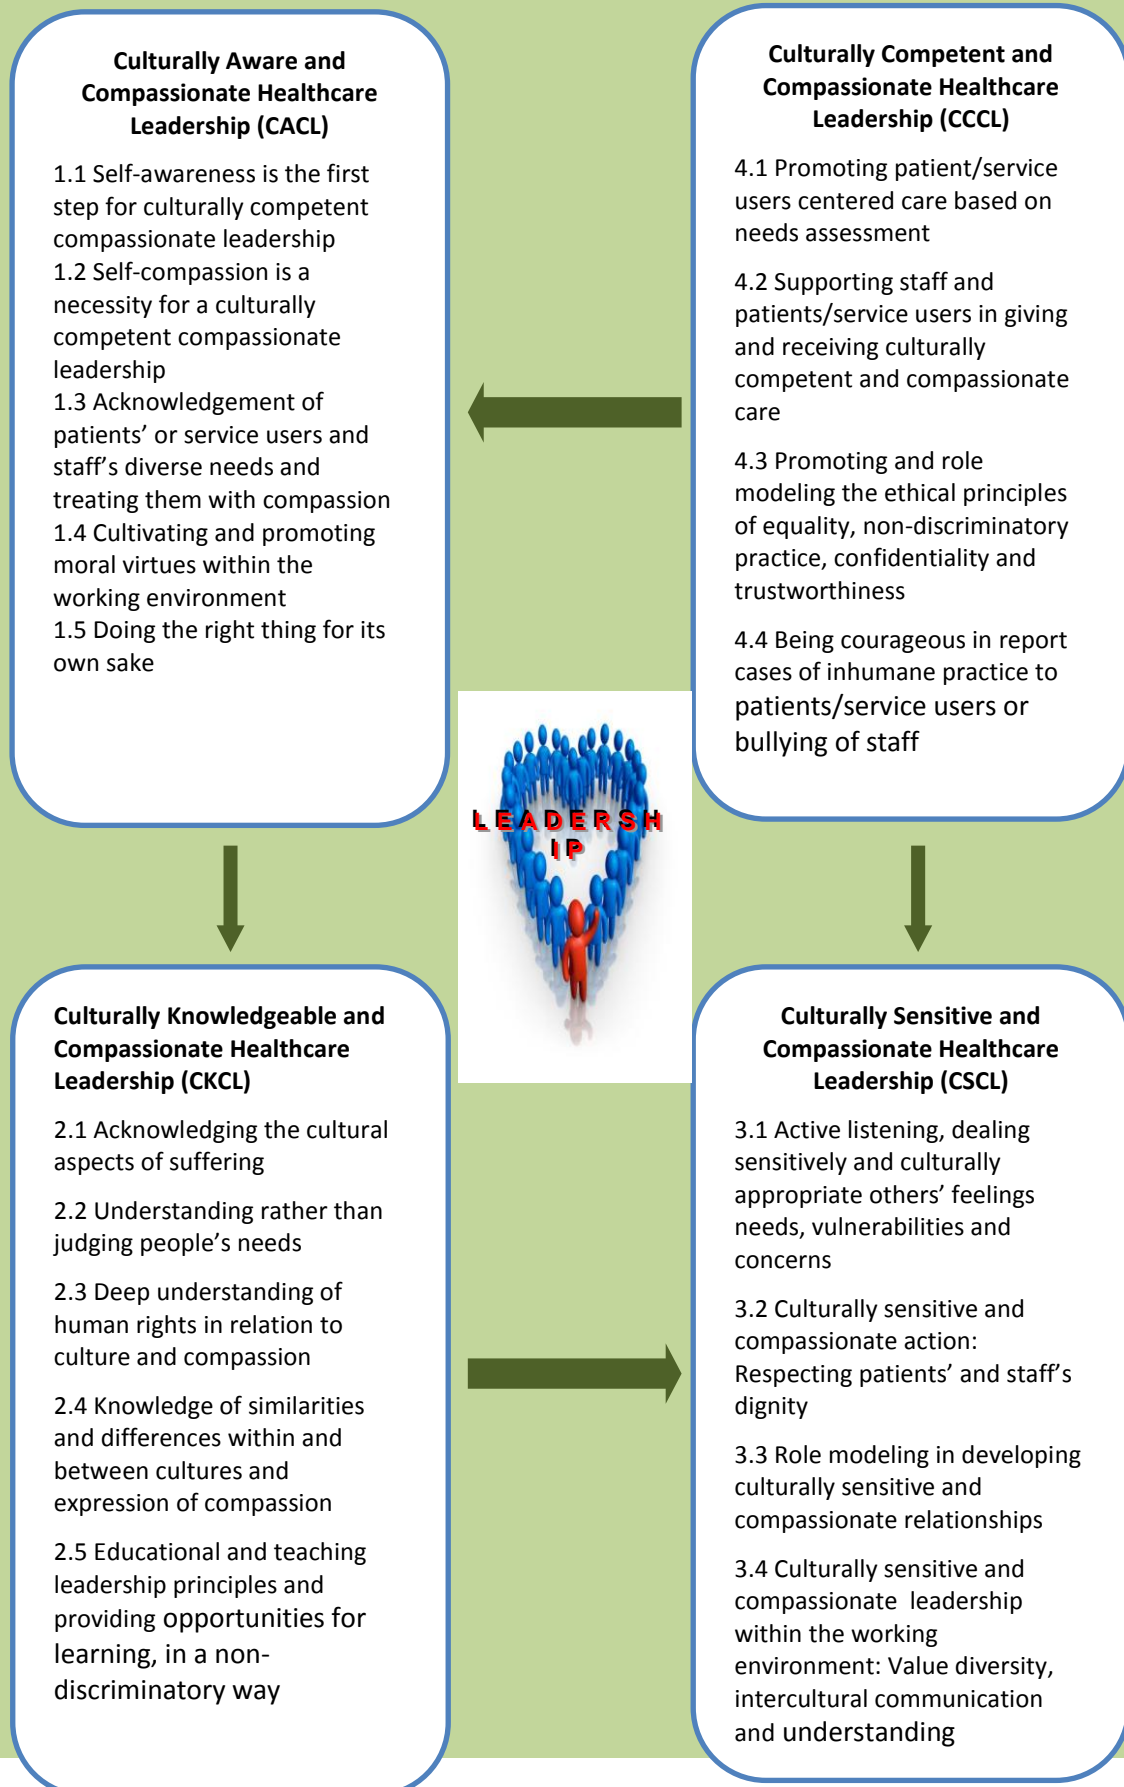 Culturally Aware and
Compassionate Healthcare
Leadership (CACL)
1.1 Self-awareness is the first
step for culturally competent
compassionate leadership
1.2 Self-compassion is a
necessity for a culturally
competent compassionate
leadership
1.3 Acknowledgement of
patients’ or service users and
staff’s diverse needs and
treating them with compassion
1.4 Cultivating and promoting
moral virtues within the
working environment
1.5 Doing the right thing for its
own sake
Culturally Competent and
Compassionate Healthcare
Leadership (CCCL)
4.1 Promoting patient/service
users centered care based on
needs assessment
4.2 Supporting staff and
patients/service users in giving
and receiving culturally
competent and compassionate
care
4.3 Promoting and role
modeling the ethical principles
of equality, non-discriminatory
practice, confidentiality and
trustworthiness
4.4 Being courageous in report
cases of inhumane practice to
patients/service users or
bullying of staff
LEADERSH
IP
Culturally Knowledgeable and
Compassionate Healthcare
Leadership (CKCL)
2.1 Acknowledging the cultural
aspects of suffering
2.2 Understanding rather than
judging people’s needs
2.3 Deep understanding of
human rights in relation to
culture and compassion
2.4 Knowledge of similarities
and differences within and
between cultures and
expression of compassion
2.5 Educational and teaching
leadership principles and
providing opportunities for
learning, in a non-
discriminatory way
Culturally Sensitive and
Compassionate Healthcare
Leadership (CSCL)
3.1 Active listening, dealing
sensitively and culturally
appropriate others’ feelings
needs, vulnerabilities and
concerns
3.2 Culturally sensitive and
compassionate action:
Respecting patients’ and staff’s
dignity
3.3 Role modeling in developing
culturally sensitive and
compassionate relationships
3.4 Culturally sensitive and
compassionate leadership
within the working
environment: Value diversity,
intercultural communication
and understanding